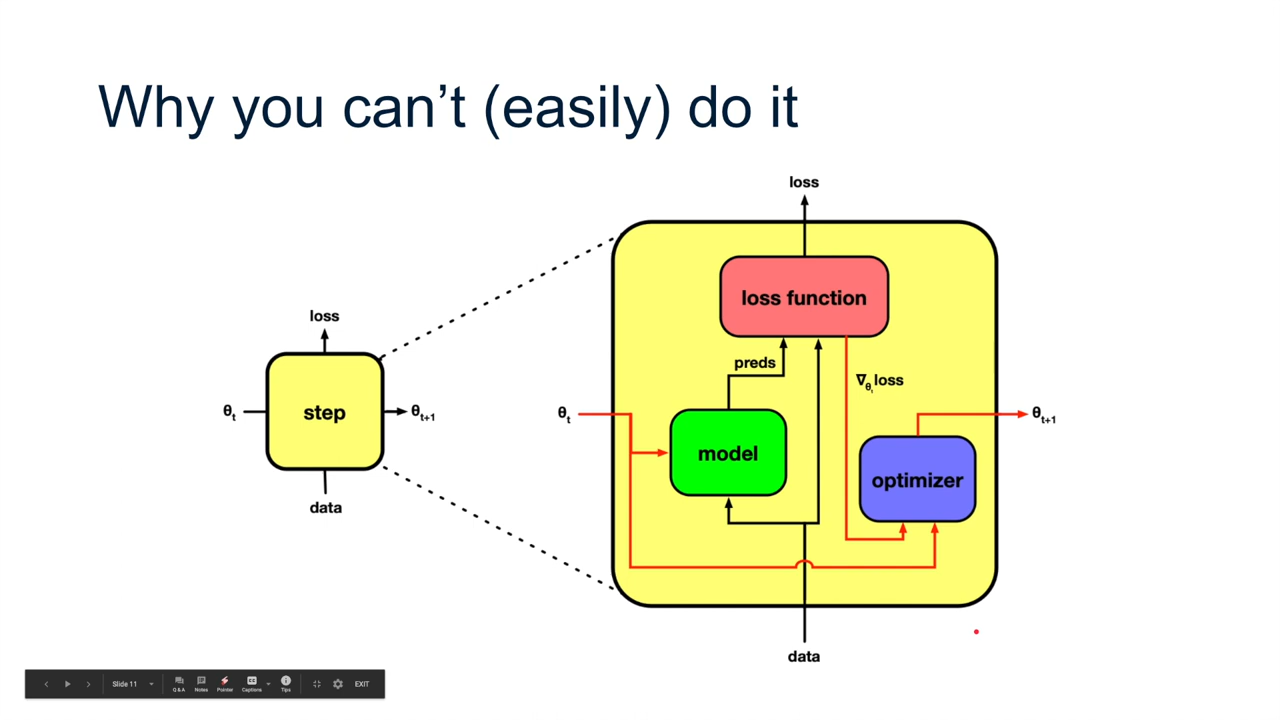 Why you can’t (easily) do it
loss
loss function
preds
∇θt loss
loss
θt
step
θt+1
θt
θt+1
model
optimizer
data
data
Slide 11
Q & A
Notes
Pointer
Captions
Tips
EXIT